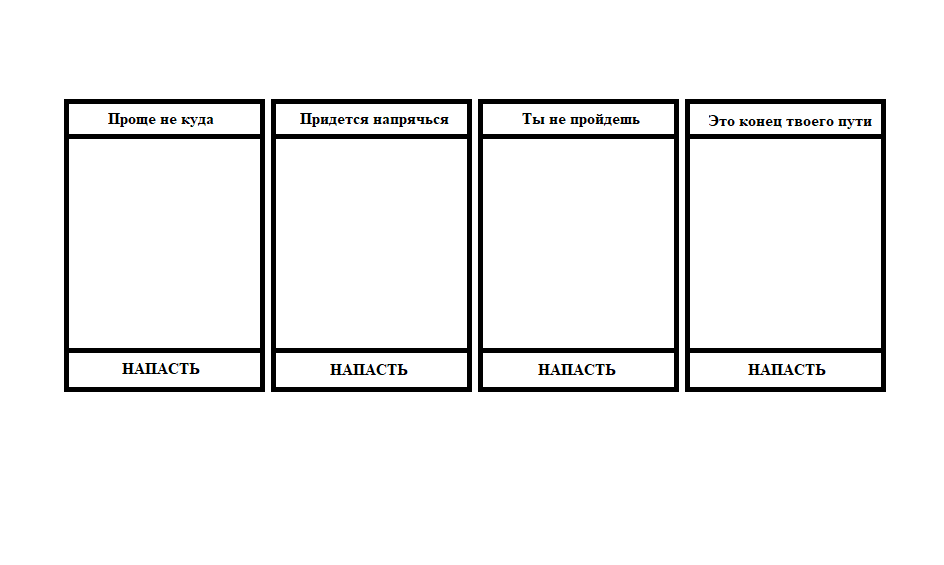 Проще не куда
Придется напрячься
Ты не пройдешь
Это конец твоего пути
НАПАСТЬ
НАПАСТЬ
НАПАСТЬ
НАПАСТЬ